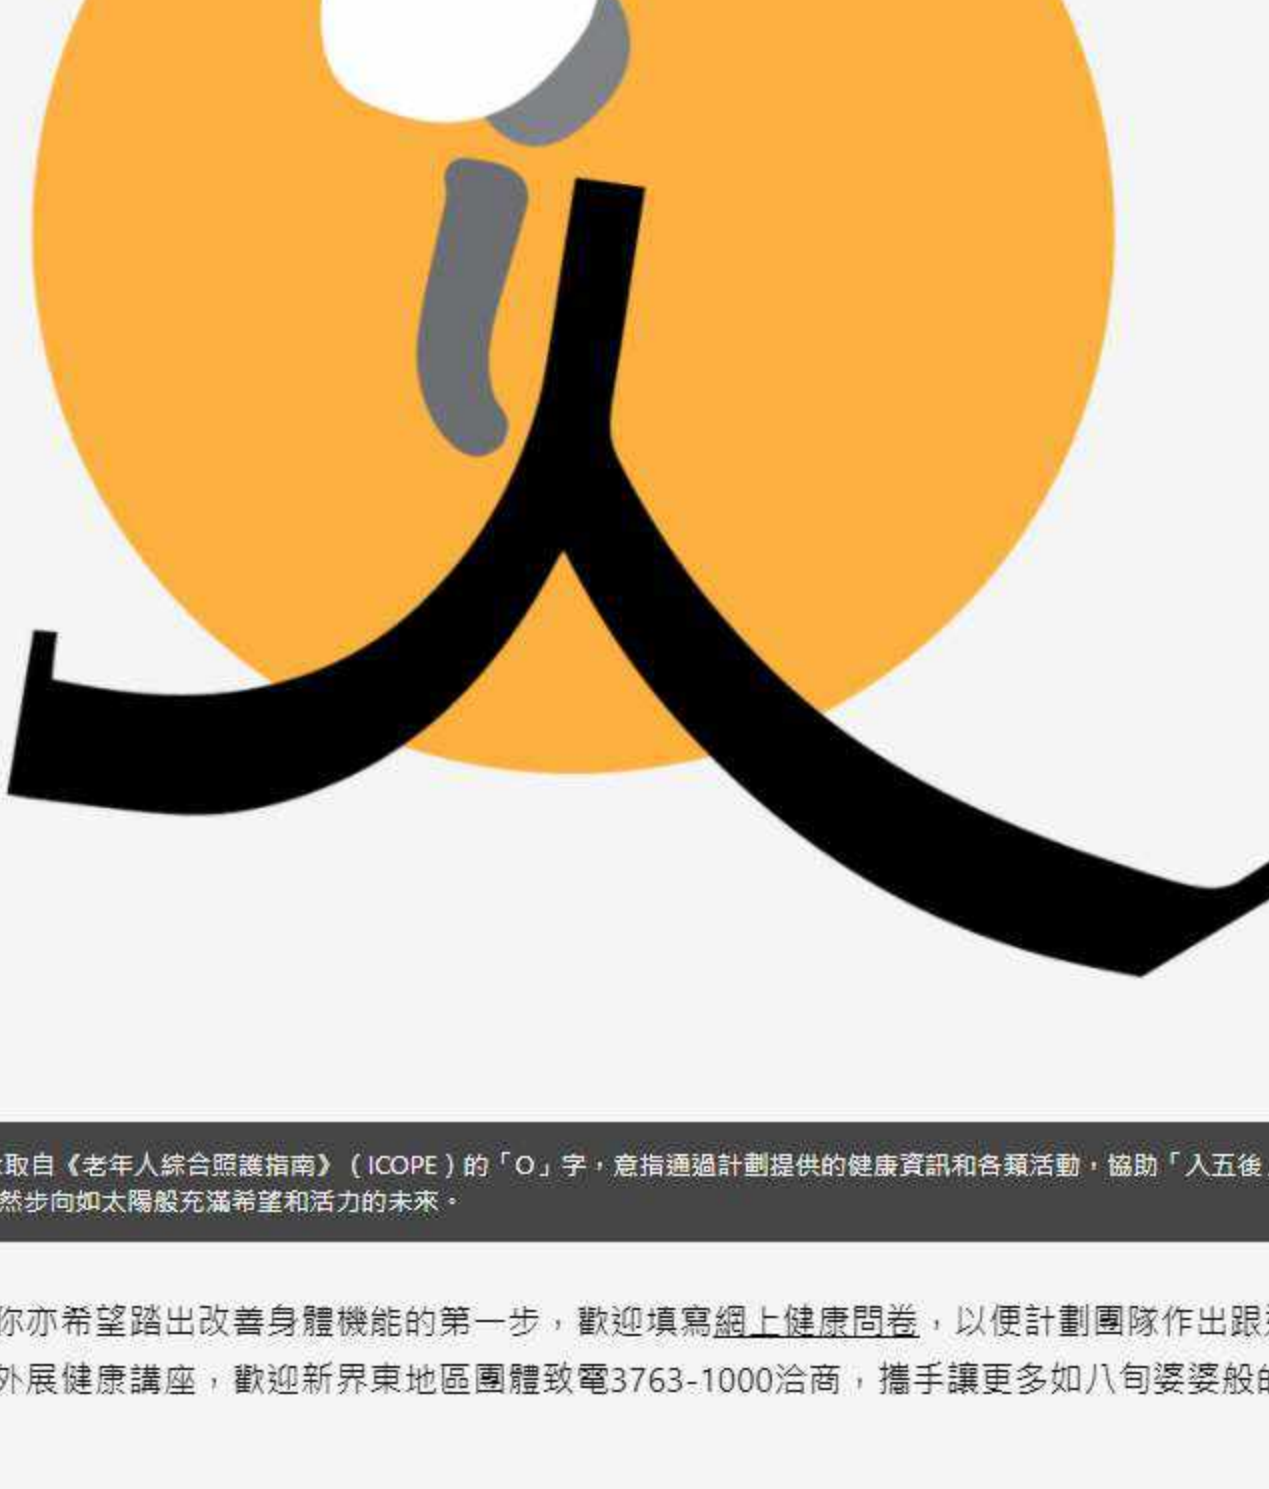 取自《老年人綜合照護指南》（ICOPE）的「O」字，意指通過計劃提供的健康資訊和各類活動，協助「入五後
然步向如太陽般充滿希望和活力的未來。
你亦希望踏出改善身體機能的第一步，歡迎填寫網上健康問卷，以便計劃團隊作出跟
外展健康講座，歡迎新界東地區團體致電3763-1000洽商，攜手讓更多如八旬婆婆般的